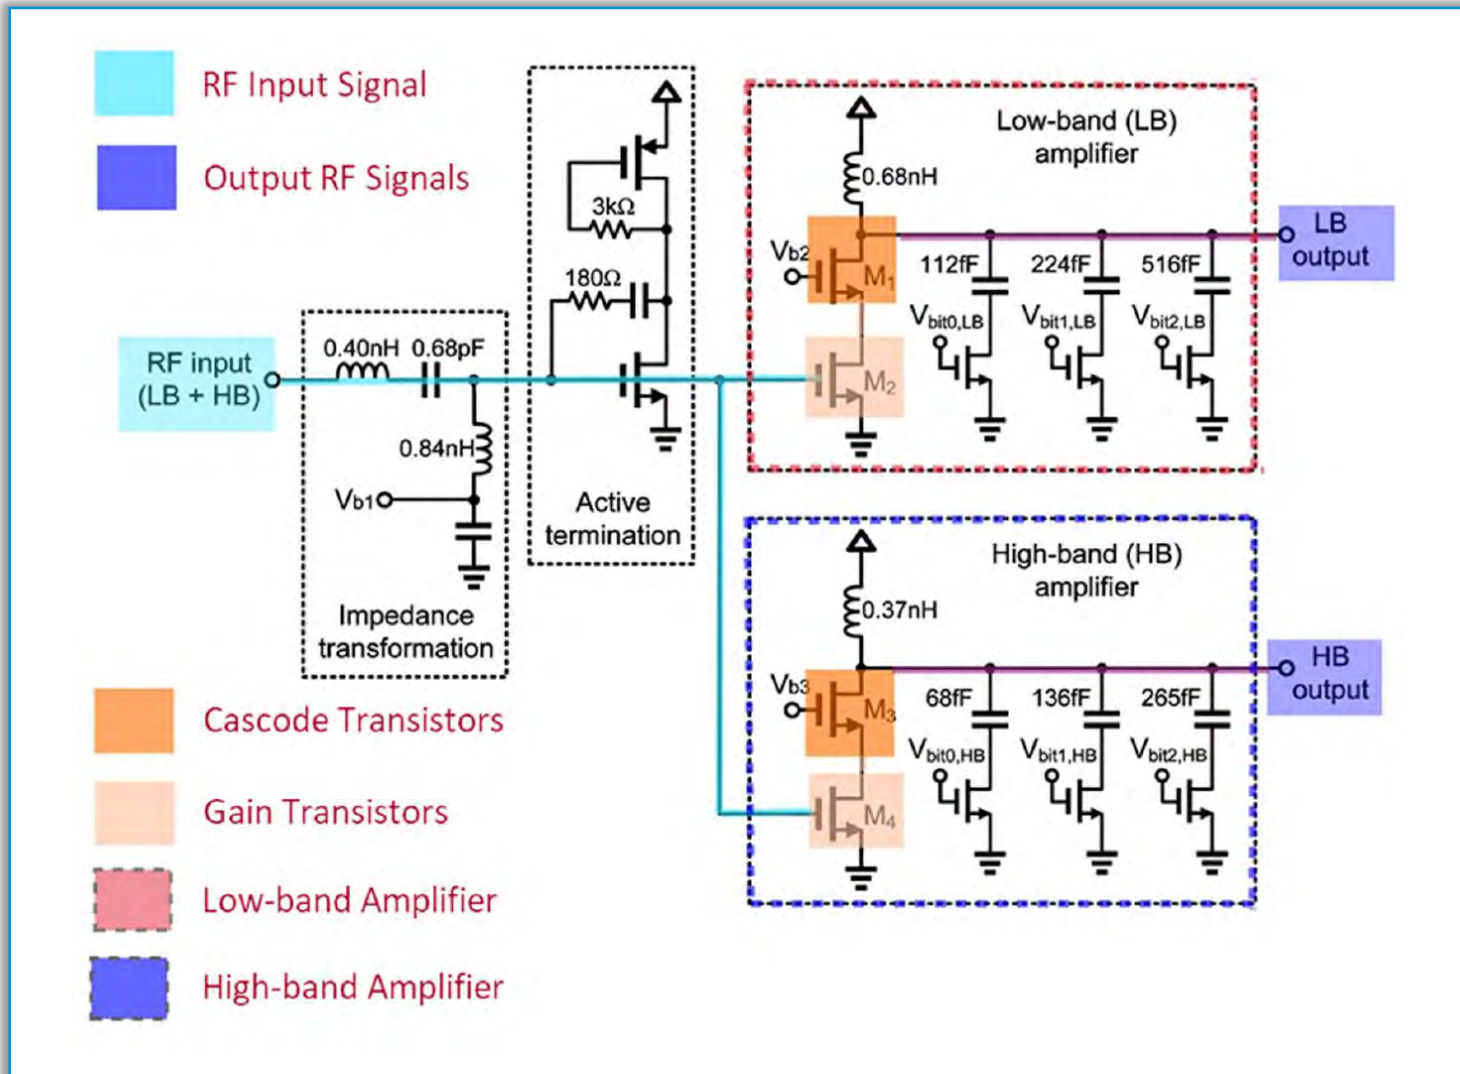 RF Input Signal
Output RF Signals
RF input
(LB + HB)
0.40nH
0.68pF
0.84nH
Vb1
Impedance
transformation
3kΩ
180Ω
Active
termination
Low-band (LB)
amplifier
0.68nH
Vb2
M1
M2
112fF
224fF
516fF
Vbit0,LB
Vbit1,LB
Vbit2,LB
LB
output
High-band (HB)
amplifier
0.37nH
Vb3
M3
M4
68fF
136fF
265fF
Vbit0,HB
Vbit1,HB
Vbit2,HB
HB
output
Cascode Transistors
Gain Transistors
Low-band Amplifier
High-band Amplifier